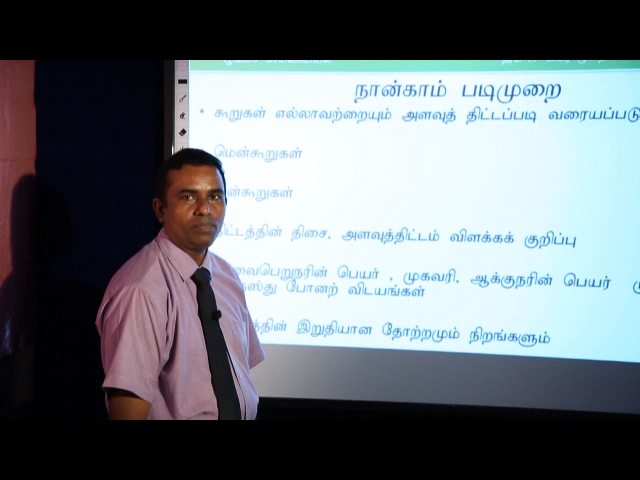 நான்காம் படிமுறை
• கூறுகள் எல்லாவற்றையும் அளவுத் திட்டப்படி வரையப்படு
மென்கூறுகள்
ன்கூறுகள்
திட்டத்தின் திசை, அளவுத்திட்டம் விளக்கக் குறிப்பு
வைபெறுநரின் பெயர் , முகவரி, ஆக்குநரின் பெயர்
போனற் விடயங்கள்
த்தின் இறுதியான தோற்றமும் நிறங்களும்